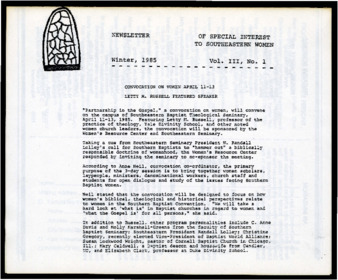 NEWSLETTER
OF SPECIAL INTEREST
TO SOUTHEASTERN WOMEN
Winter, 1985
Vol. III, No. 1
CONVOCATION ON WOMEN APRIL 11-13
LETTY M. RUSSELL FEATURED SPEAKER
"Partnership in the Gospel," a convocation on women, will convene
on the campus of Southeastern Baptist Theological Seminary,
April 11-13, 1985. Featuring Letty M. Russell, professor of the
practice of theology, Yale Divinity School, and other prominent
women church leaders, the convocation will be sponsored by the
Women's Resource Center and Southeastern Seminary.
Taking a cue from Southeastern Seminary President W. Randall
Lolley's call for Southern Baptists to "hammer out" a biblically
responsible doctrine of womanhood, the Women's Resource Center
responded by inviting the seminary to co-sponsor the meeting.
According to Anne Neil, convocation co-ordinator, the primary
purpose of the 3-day session is to bring together women scholars,
laypeople, ministers, denominational workers, church staff and
students for open dialogue and study of the issues facing Southern
Baptist women.
Neil stated that the convocation will be designed to focus on how
women's biblical, theological and historical perspectives relate
to women in the Southern Baptist Convention. "We will take a
hard look at 'what is' in Baptist churches in regard to women and
'what the Gospel is' for all persons," she said.
In addition to Russell, other program personalities include C. Anne
Davis and Molly Marshall-Green from the faculty of Southern
Baptist Seminary; Southeastern President Randall Lolley;
Gregory, recently elected Vice-President of Baptist World Alliance;
Susan Lockwood Wright, pastor of Cornell Baptist Church in Chicago,
Ill.; Mary Caldwell, a Baptist deacon and
NC, and Elizabeth Clark, professor at Duke Divinity School.